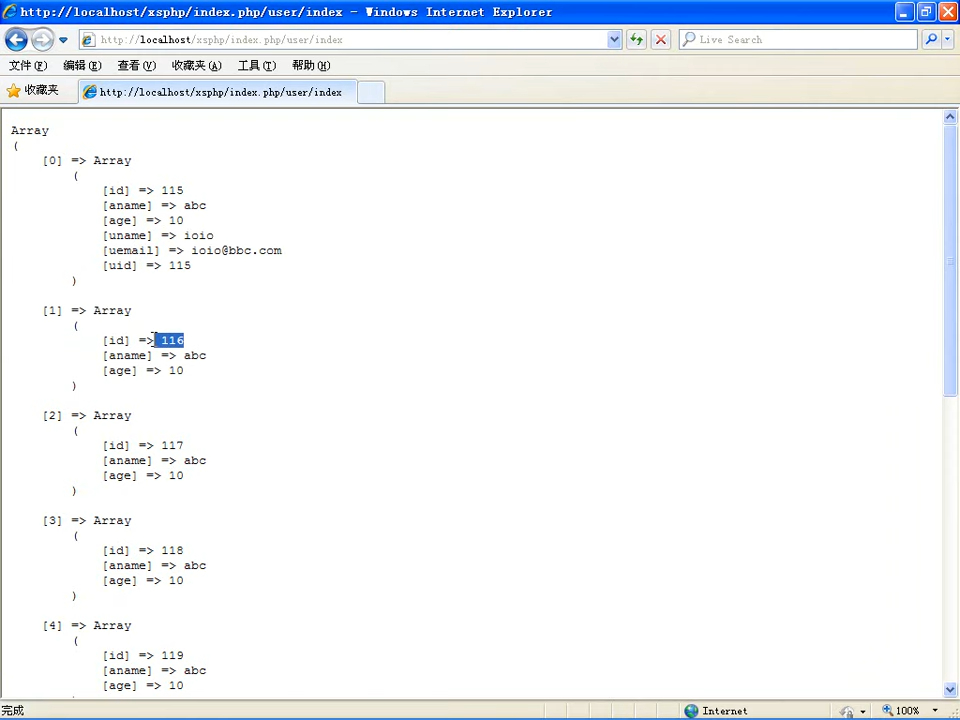 http://localhost/xsphp/index.php/user/index - Windows Internet Explorer
http://localhost/xsphp/index.php/user/index
Live Search
文件(F) 编辑(E) 查看(V) 收藏夹(A) 工具(T) 帮助(H)
收藏夹
http://localhost/xsphp/index.php/user/index
Array
(
[0] => Array
(
[id] => 115
[aname] => abc
[age] => 10
[uname] => ioio
[uemail] => ioio@bbc.com
[uid] => 115
)
[1] => Array
(
[id] => 116
[aname] => abc
[age] => 10
)
[2] => Array
(
[id] => 117
[aname] => abc
[age] => 10
)
[3] => Array
(
[id] => 118
[aname] => abc
[age] => 10
)
[4] => Array
(
[id] => 119
[aname] => abc
[age] => 10
完成
Internet
100%